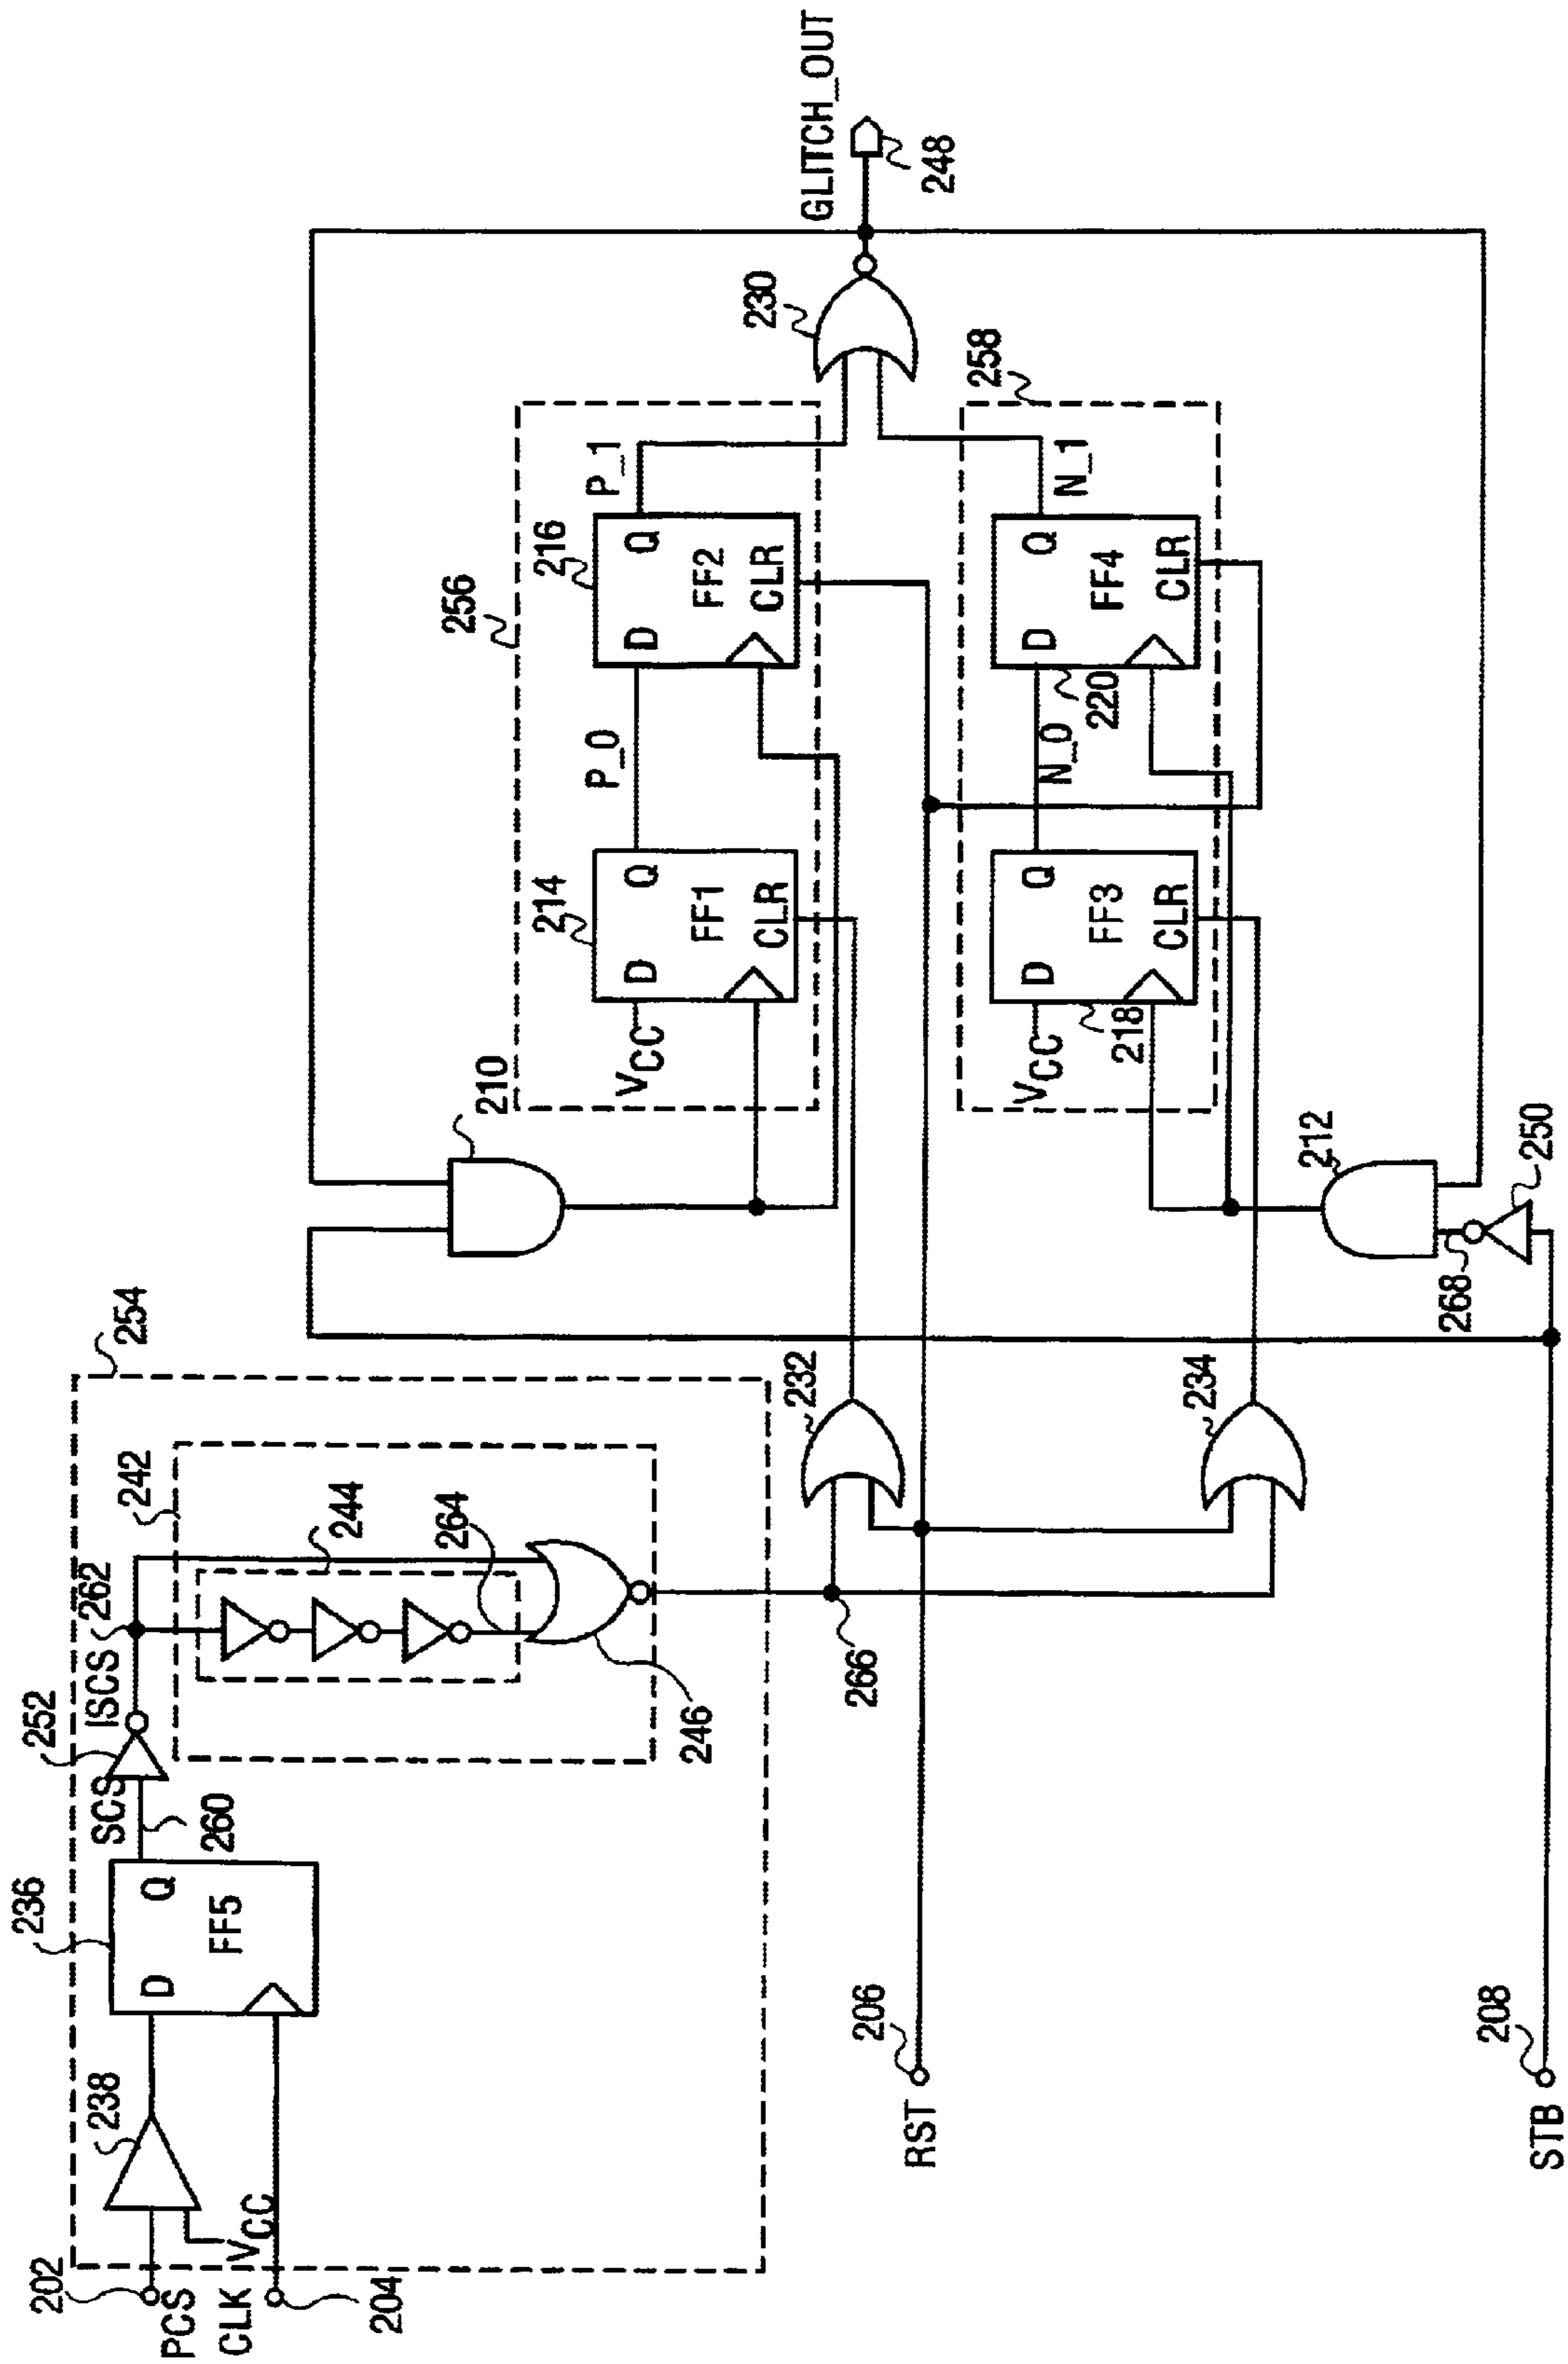 254
236
SCS
252
ISCS
262
242
202
PCS
238
D
Q
FF5
260
244
264
VCC
CLK
204
246
266
210
256
GLITCH_OUT
248
214
216
P_0
P_1
VCC
D
Q
FF1
CLR
D
Q
FF2
CLR
230
232
258
206
RST
VCC
D
Q
FF3
CLR
218
N_0
D
Q
FF4
CLR
220
N_1
234
212
268
250
208
STB